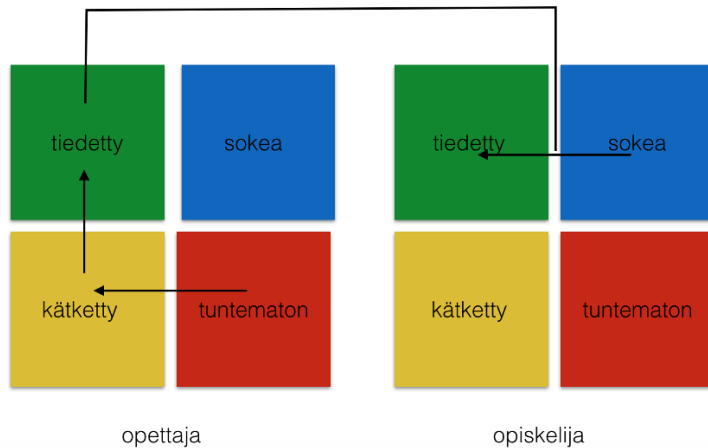 tiedetty
sokea
tiedetty
sokea
kätketty
tuntematon
kätketty
tuntematon
opettaja
opiskelija